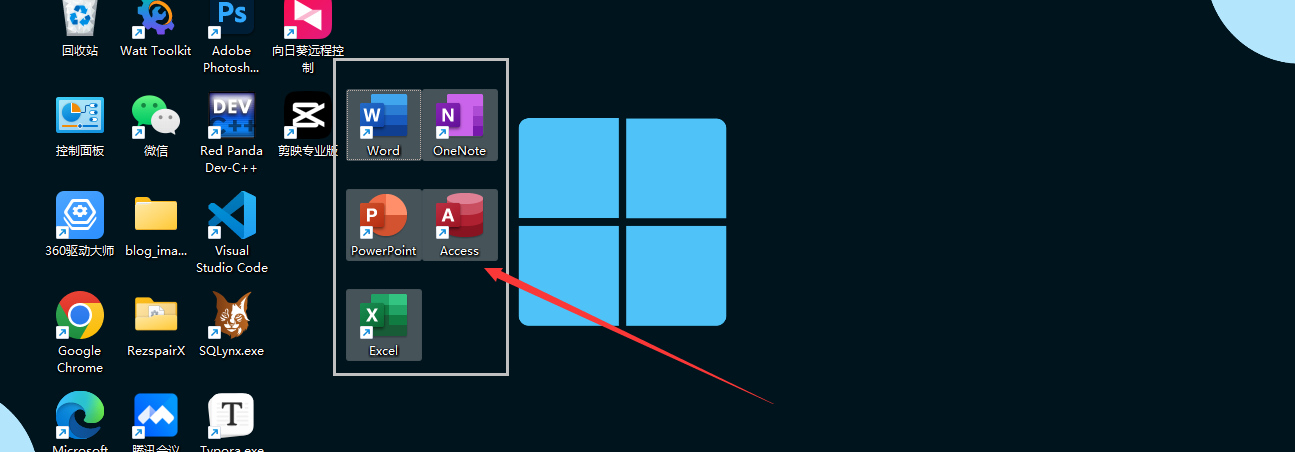 回收站
Watt Toolkit
Adobe
Photosh...
向日葵远程控
制
Ps
控制面板
微信
DEV
Red Panda
Dev-C++
剪映专业版
W
Word
N
OneNote
360驱动大师
blog_ima...
Visual
Studio Code
P
PowerPoint
A
Access
Google
Chrome
RezspairX
SQLynx.exe
X
Excel
Microsoft
腾讯会议
T
Typora.exe